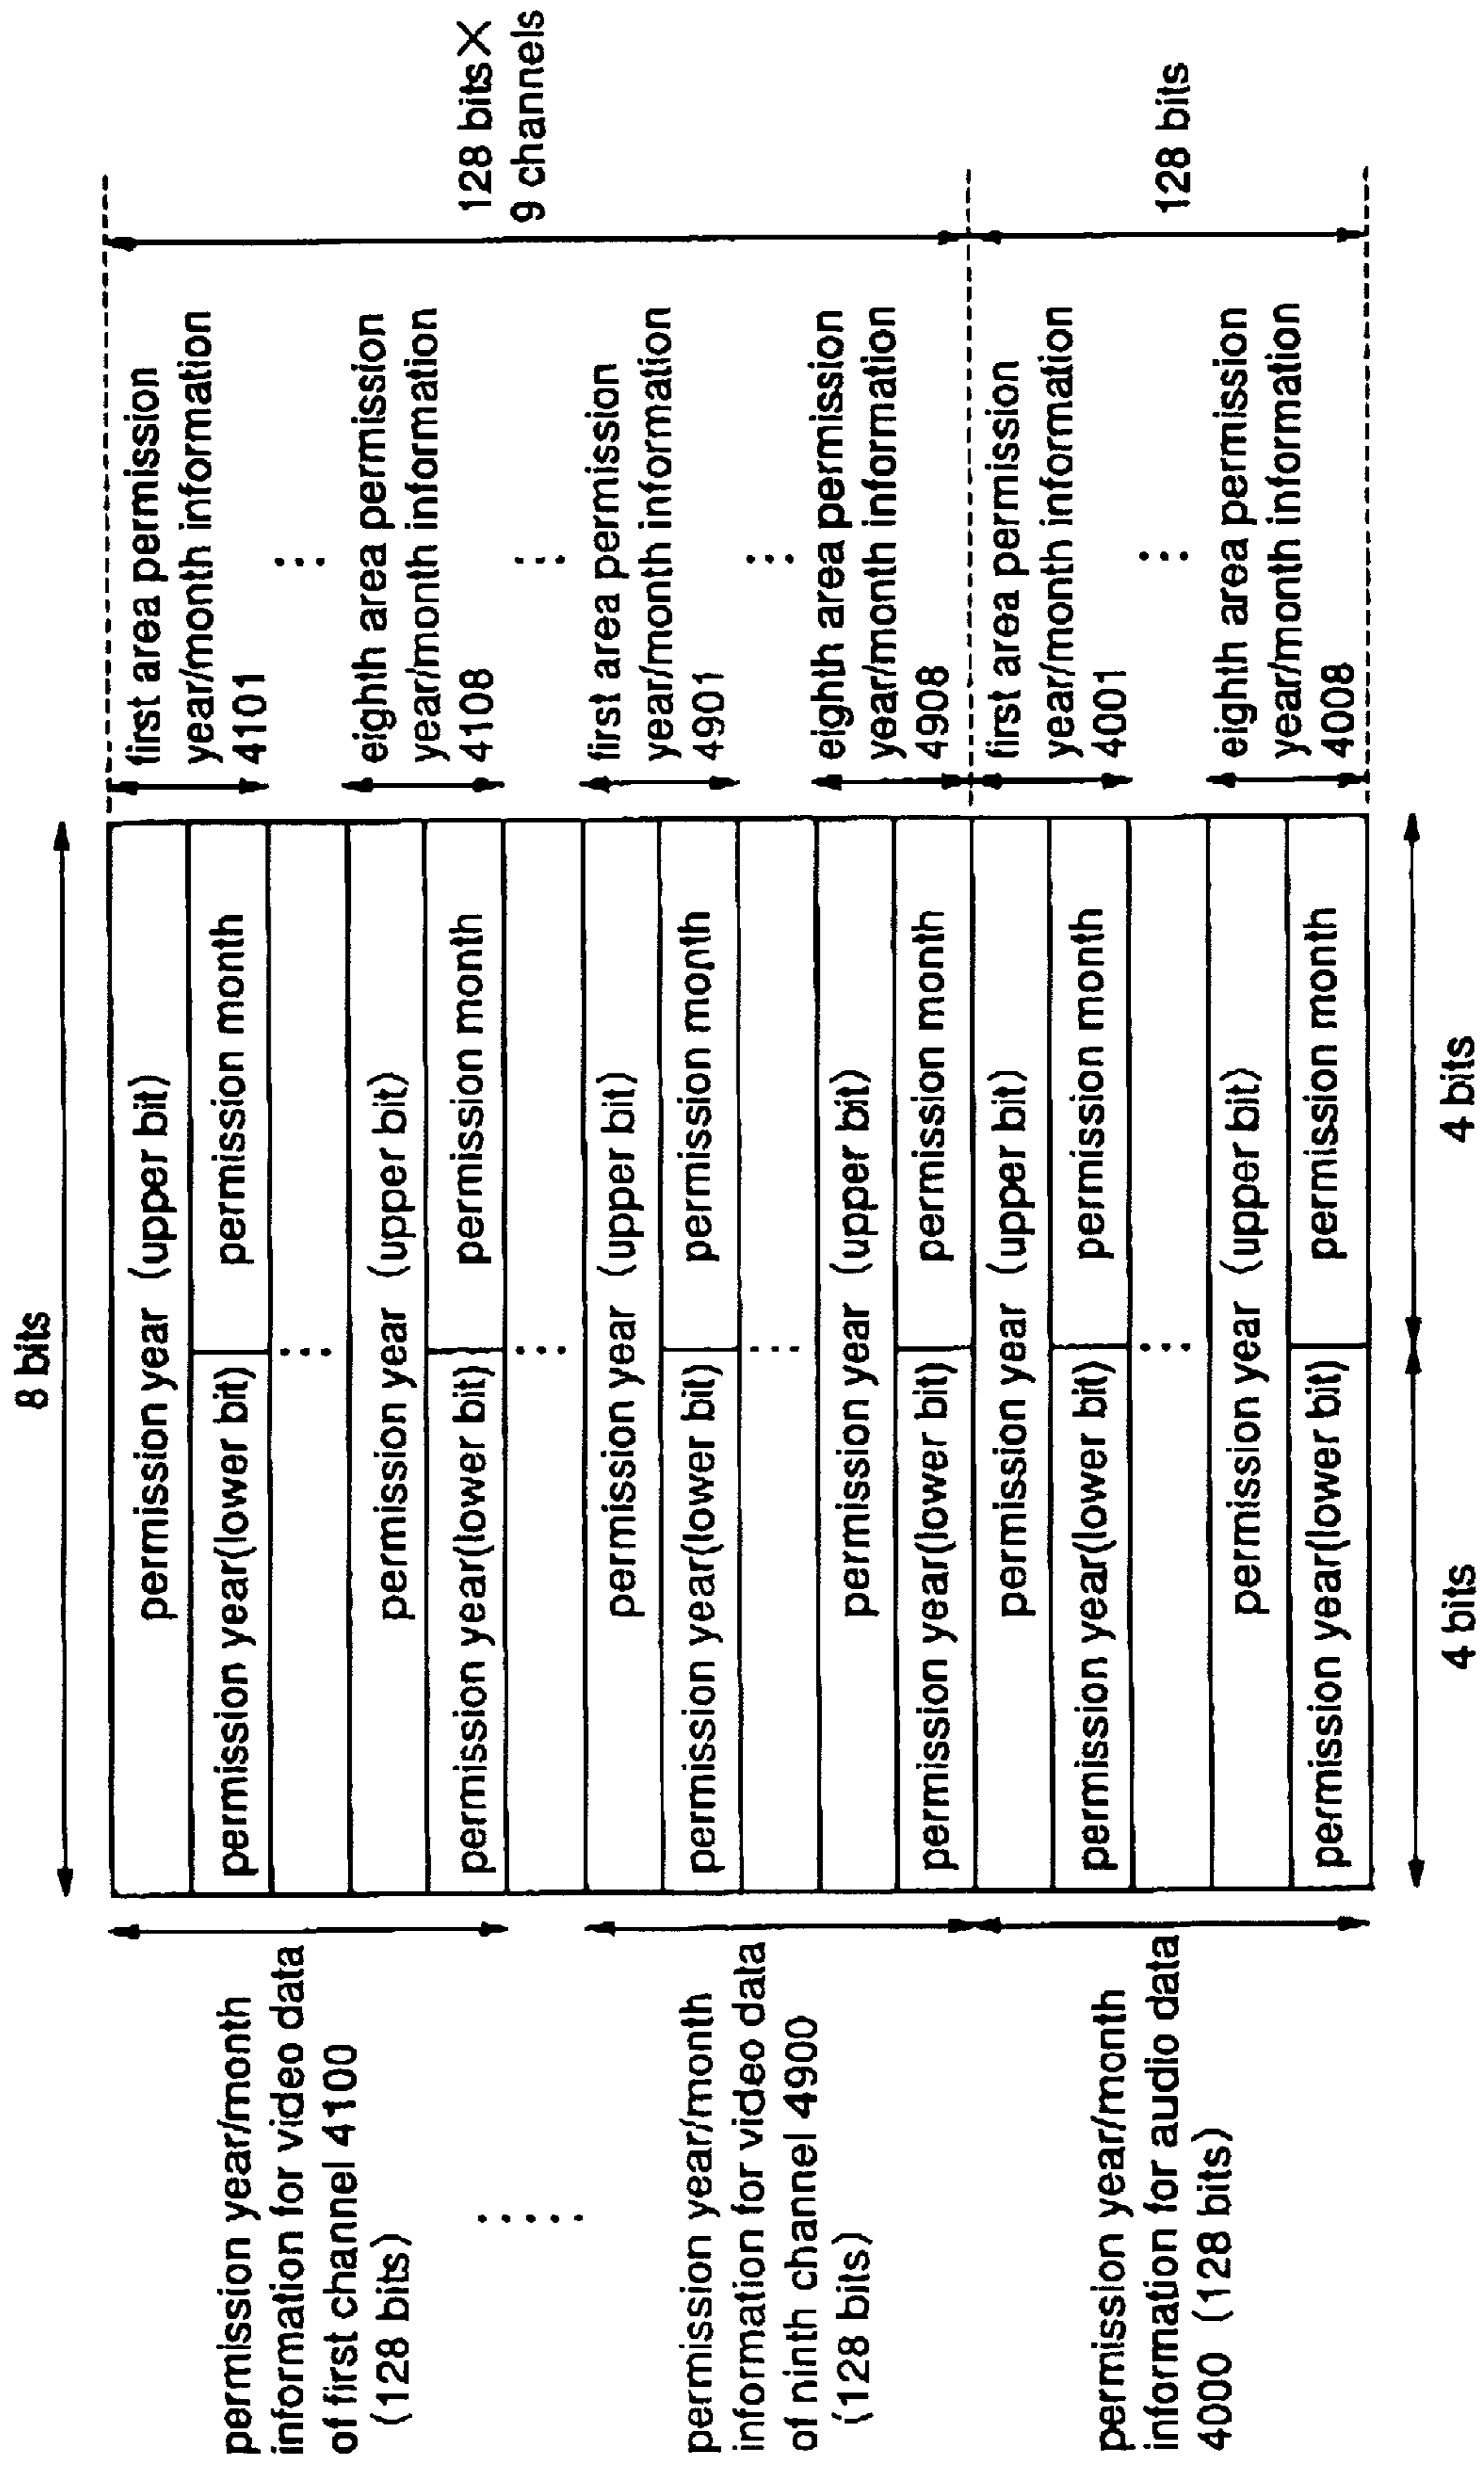 8 bits
permission year/month
information for video data
of first channel 4100
(128 bits)
permission year (upper bit)
permission year(lower bit)
permission month
first area permission
year/month information
4101
128 bits×
9 channels
permission year (upper bit)
permission year(lower bit)
permission month
eighth area permission
year/month information
4108
permission year/month
information for video data
of ninth channel 4900
(128 bits)
permission year (upper bit)
permission year(lower bit)
permission month
first area permission
year/month information
4901
permission year (upper bit)
permission year(lower bit)
permission month
eighth area permission
year/month information
4908
permission year/month
information for audio data
4000 (128 bits)
permission year (upper bit)
permission year(lower bit)
permission month
first area permission
year/month information
4001
128 bits
permission year (upper bit)
permission year(lower bit)
permission month
eighth area permission
year/month information
4008
4 bits
4 bits